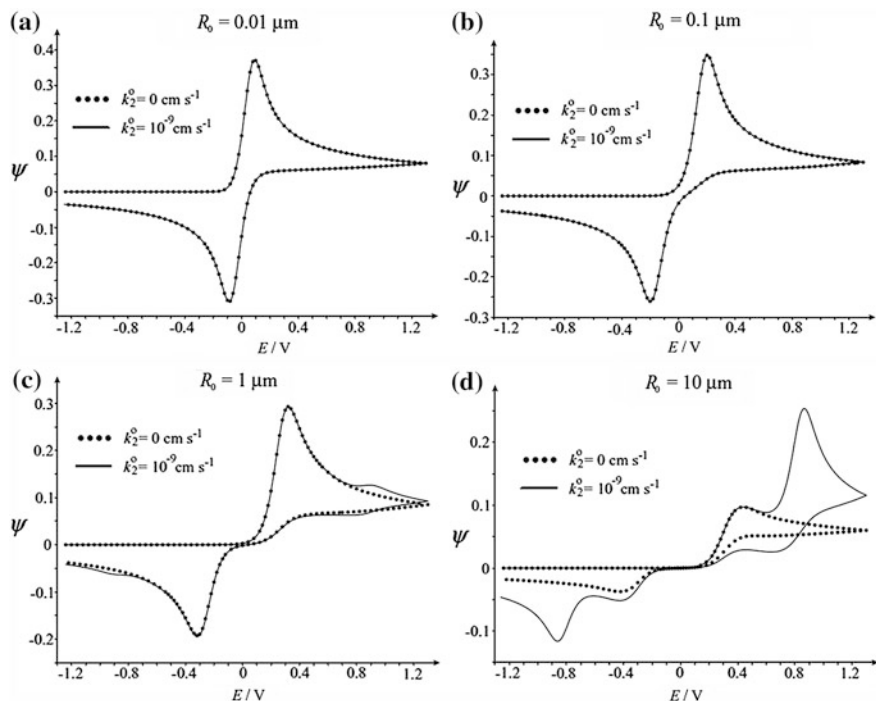 (a)
R₀ = 0.01 μm
0.4
0.3
0.2
0.1
0
-0.1
-0.2
-0.3
ψ
k₂ᵒ= 0 cm s⁻¹
k₂ᵒ= 10⁻⁹cm s⁻¹
-1.2 -0.8 -0.4 0 0.4 0.8 1.2
E / V
(b)
R₀ = 0.1 μm
0.4
0.3
0.2
0.1
0
-0.1
-0.2
-0.3
ψ
k₂ᵒ= 0 cm s⁻¹
k₂ᵒ= 10⁻⁹cm s⁻¹
-1.2 -0.8 -0.4 0 0.4 0.8 1.2
E / V
(c)
R₀ = 1 μm
0.3
0.2
0.1
0
-0.1
-0.2
ψ
k₂ᵒ= 0 cm s⁻¹
k₂ᵒ= 10⁻⁹cm s⁻¹
-1.2 -0.8 -0.4 0 0.4 0.8 1.2
E / V
(d)
R₀ = 10 μm
0.2
0.1
0
-0.1
ψ
k₂ᵒ= 0 cm s⁻¹
k₂ᵒ= 10⁻⁹cm s⁻¹
-1.2 -0.8 -0.4 0 0.4 0.8 1.2
E / V